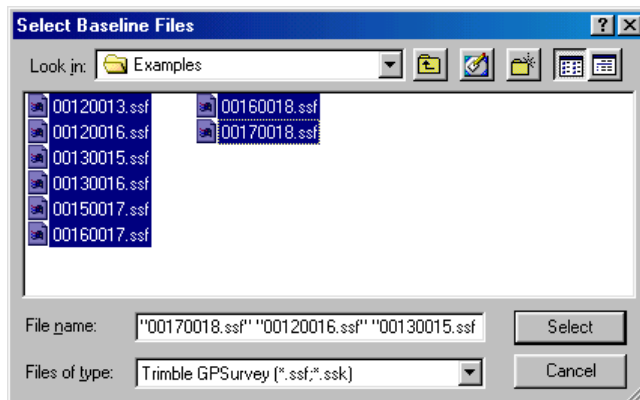 Select Baseline Files
Look in: Examples
00120013.ssf
00120016.ssf
00130015.ssf
00130016.ssf
00150017.ssf
00160017.ssf
00160018.ssf
00170018.ssf
File name: "00170018.ssf" "00120016.ssf" "00130015.ssf
Select
Files of type: Trimble GPSurvey (*.ssf;*.ssk)
Cancel